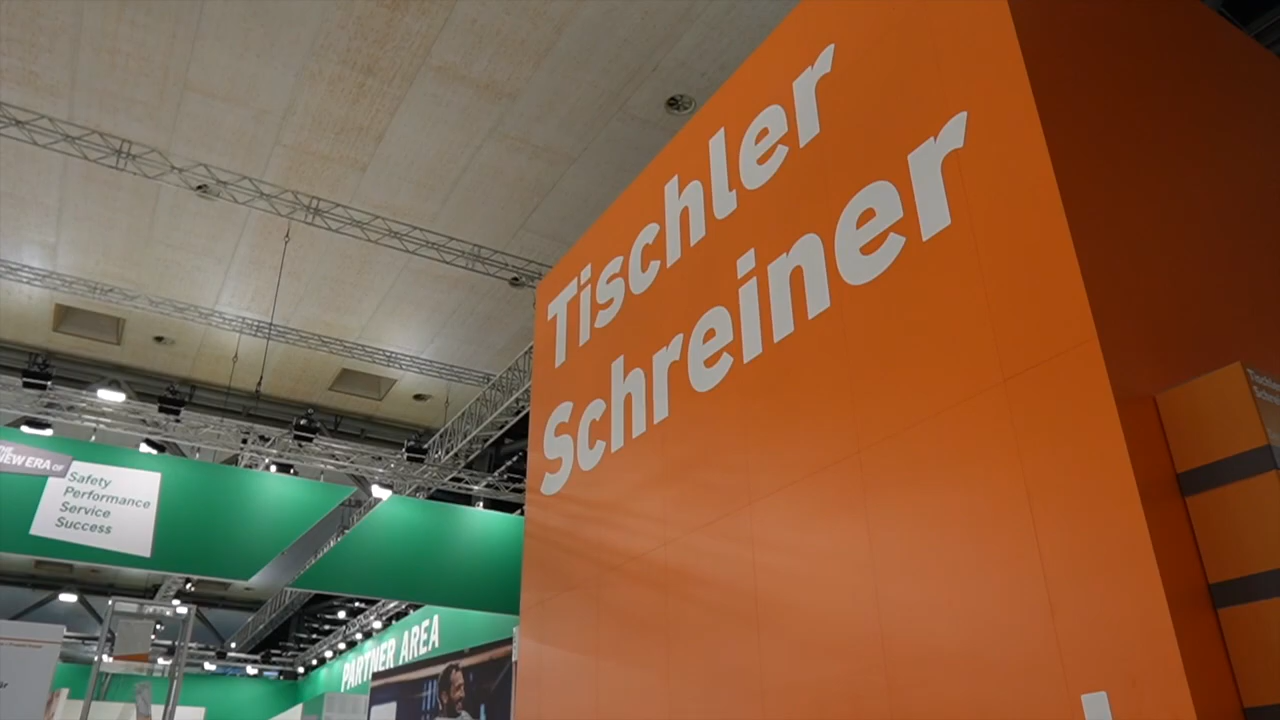 Tischler
Schreiner
NEW ERA OF
Safety
Performance
Service
Success
PARTNER AREA